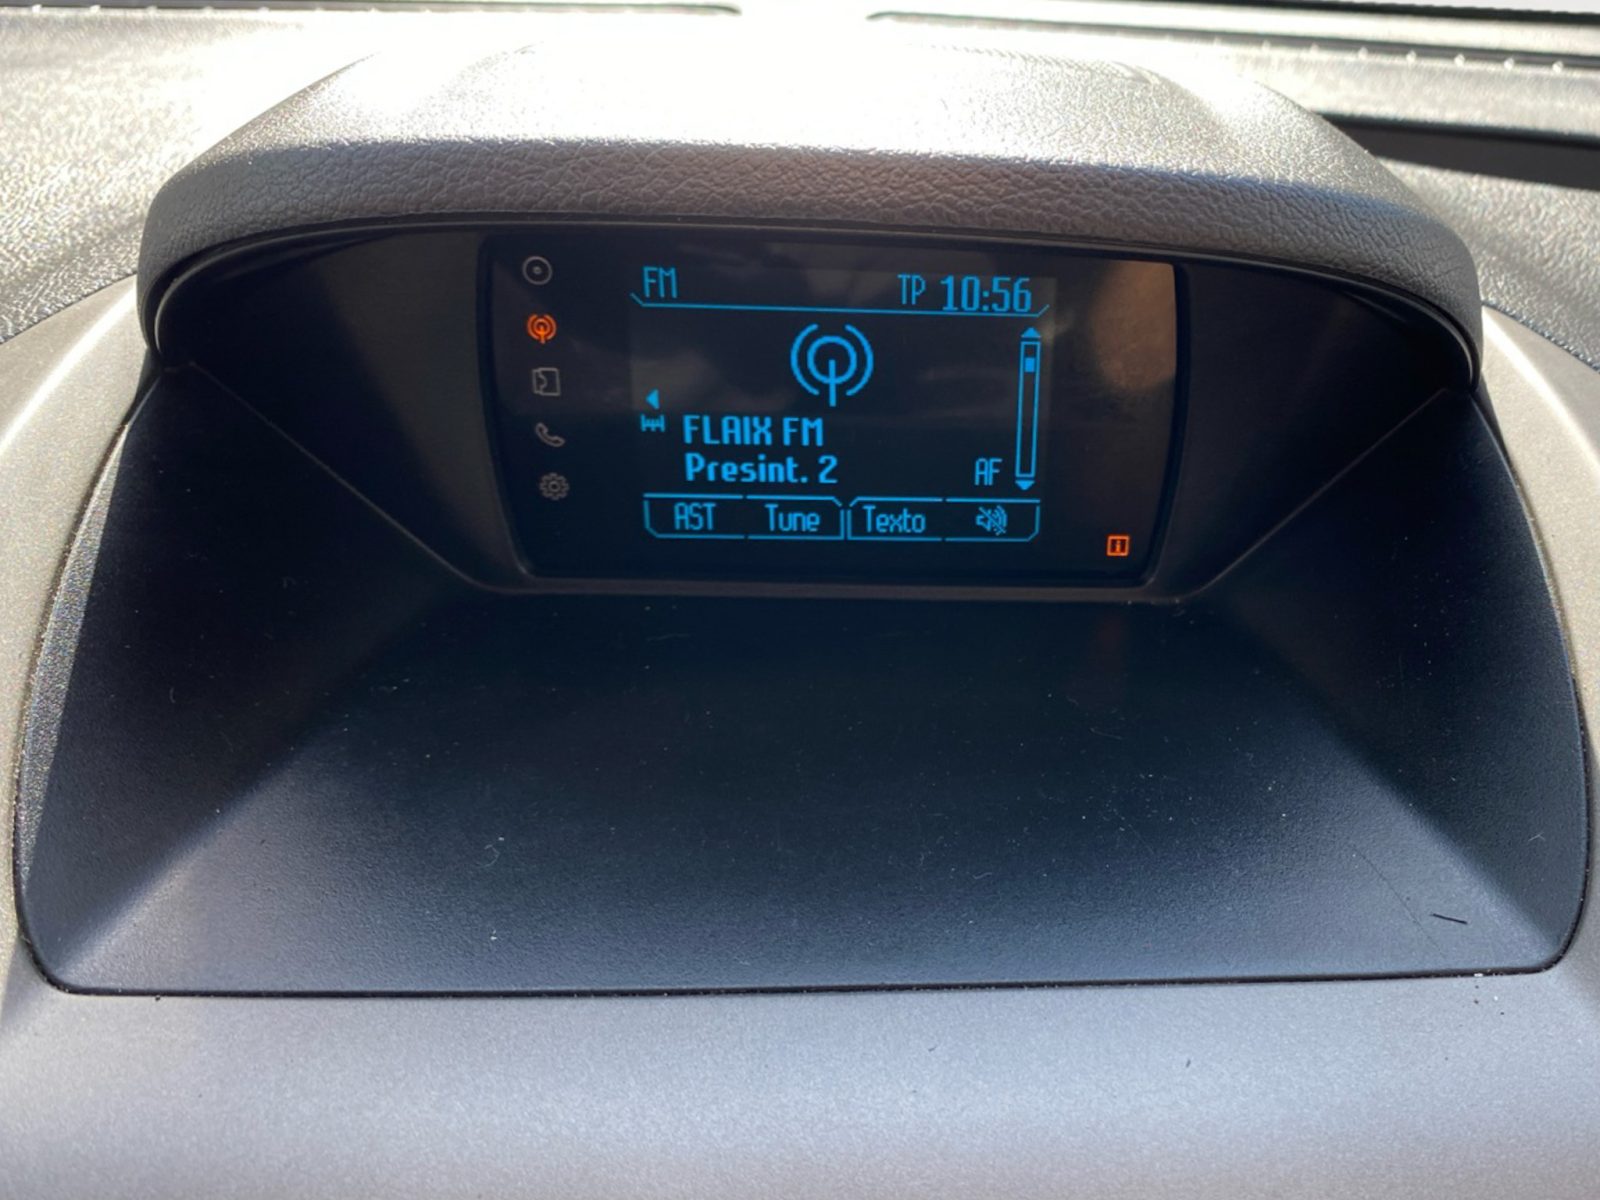 FM TP 10:56
FLAIX FM
Presint. 2 AF
AST Tune Texto